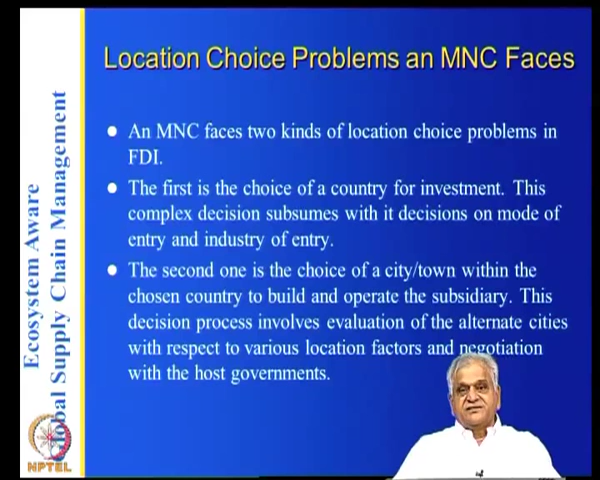 Location Choice Problems an MNC Faces
An MNC faces two kinds of location choice problems in
FDI.
The first is the choice of a country for investment. This
complex decision subsumes with it decisions on mode of
entry and industry of entry.
The second one is the choice of a city/town within the
chosen country to build and operate the subsidiary. This
decision process involves evaluation of the alternate cities
with respect to various location factors and negotiation
with the host governments.
Ecosystem Aware
Global Supply Chain Management
NPTEL